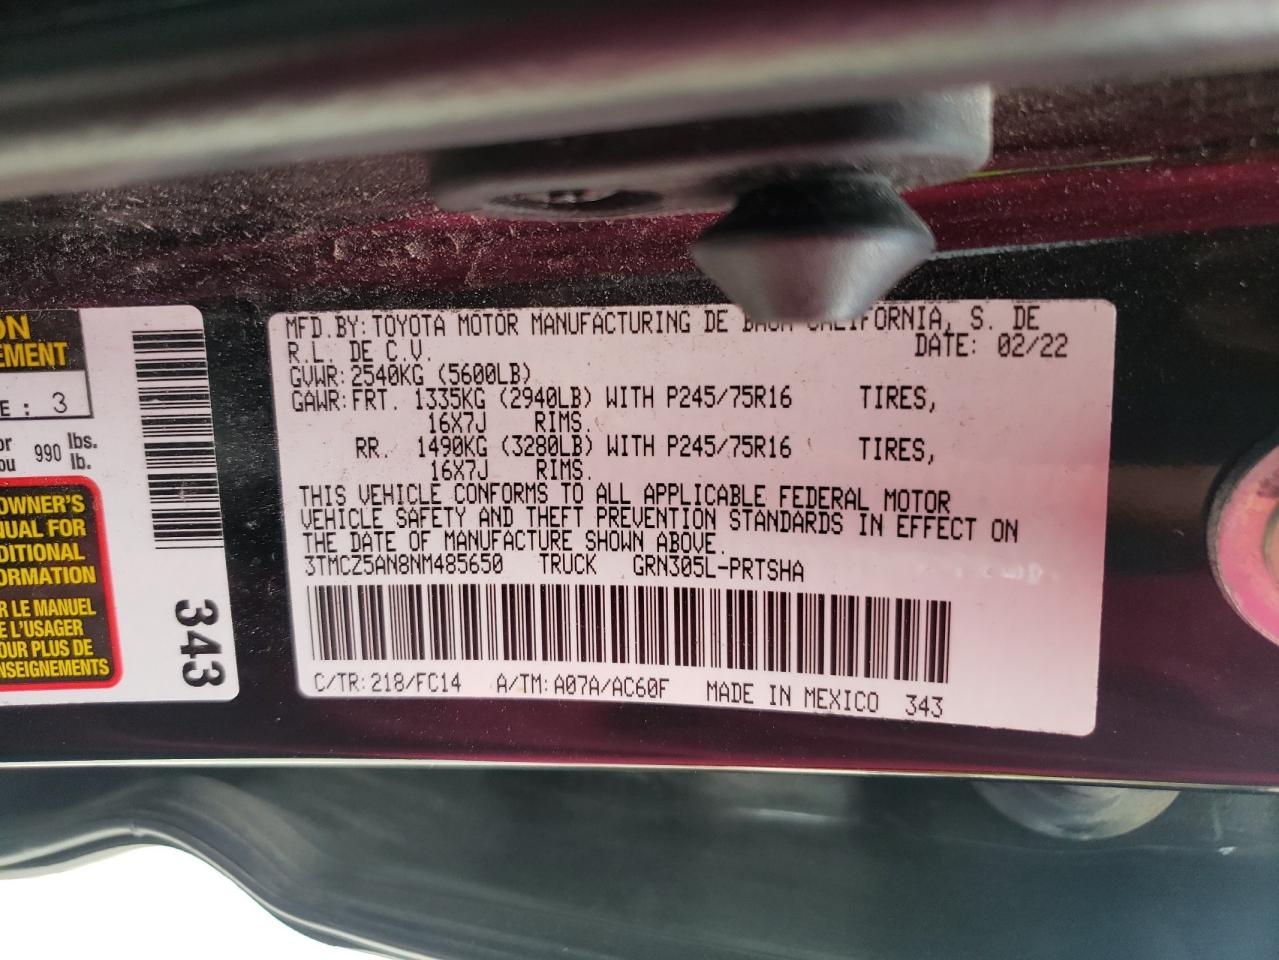 MFD.BY: TOYOTA MOTOR MANUFACTURING DE CALIFORNIA, S. DE
R.L. DE C.V. DATE: 02/22
GVWR: 2540KG (5600LB)
GAWR: FRT. 1335KG (2940LB) WITH P245/75R16 TIRES,
16X7J RIMS.
RR. 1490KG (3280LB) WITH P245/75R16 TIRES,
16X7J RIMS.
THIS VEHICLE CONFORMS TO ALL APPLICABLE FEDERAL MOTOR
VEHICLE SAFETY AND THEFT PREVENTION STANDARDS IN EFFECT ON
THE DATE OF MANUFACTURE SHOWN ABOVE.
3TMCZ5AN8NM485650 TRUCK GRN305L-PRTSHA
C/TR: 218/FC14 A/TM: A07A/AC60F MADE IN MEXICO 343
ON
EMENT
E : 3
or 990 lbs.
ou lb.
OWNER'S
NUAL FOR
DITIONAL
FORMATION
R LE MANUEL
E L'USAGER
OUR PLUS DE
NSEIGNEMENTS
343